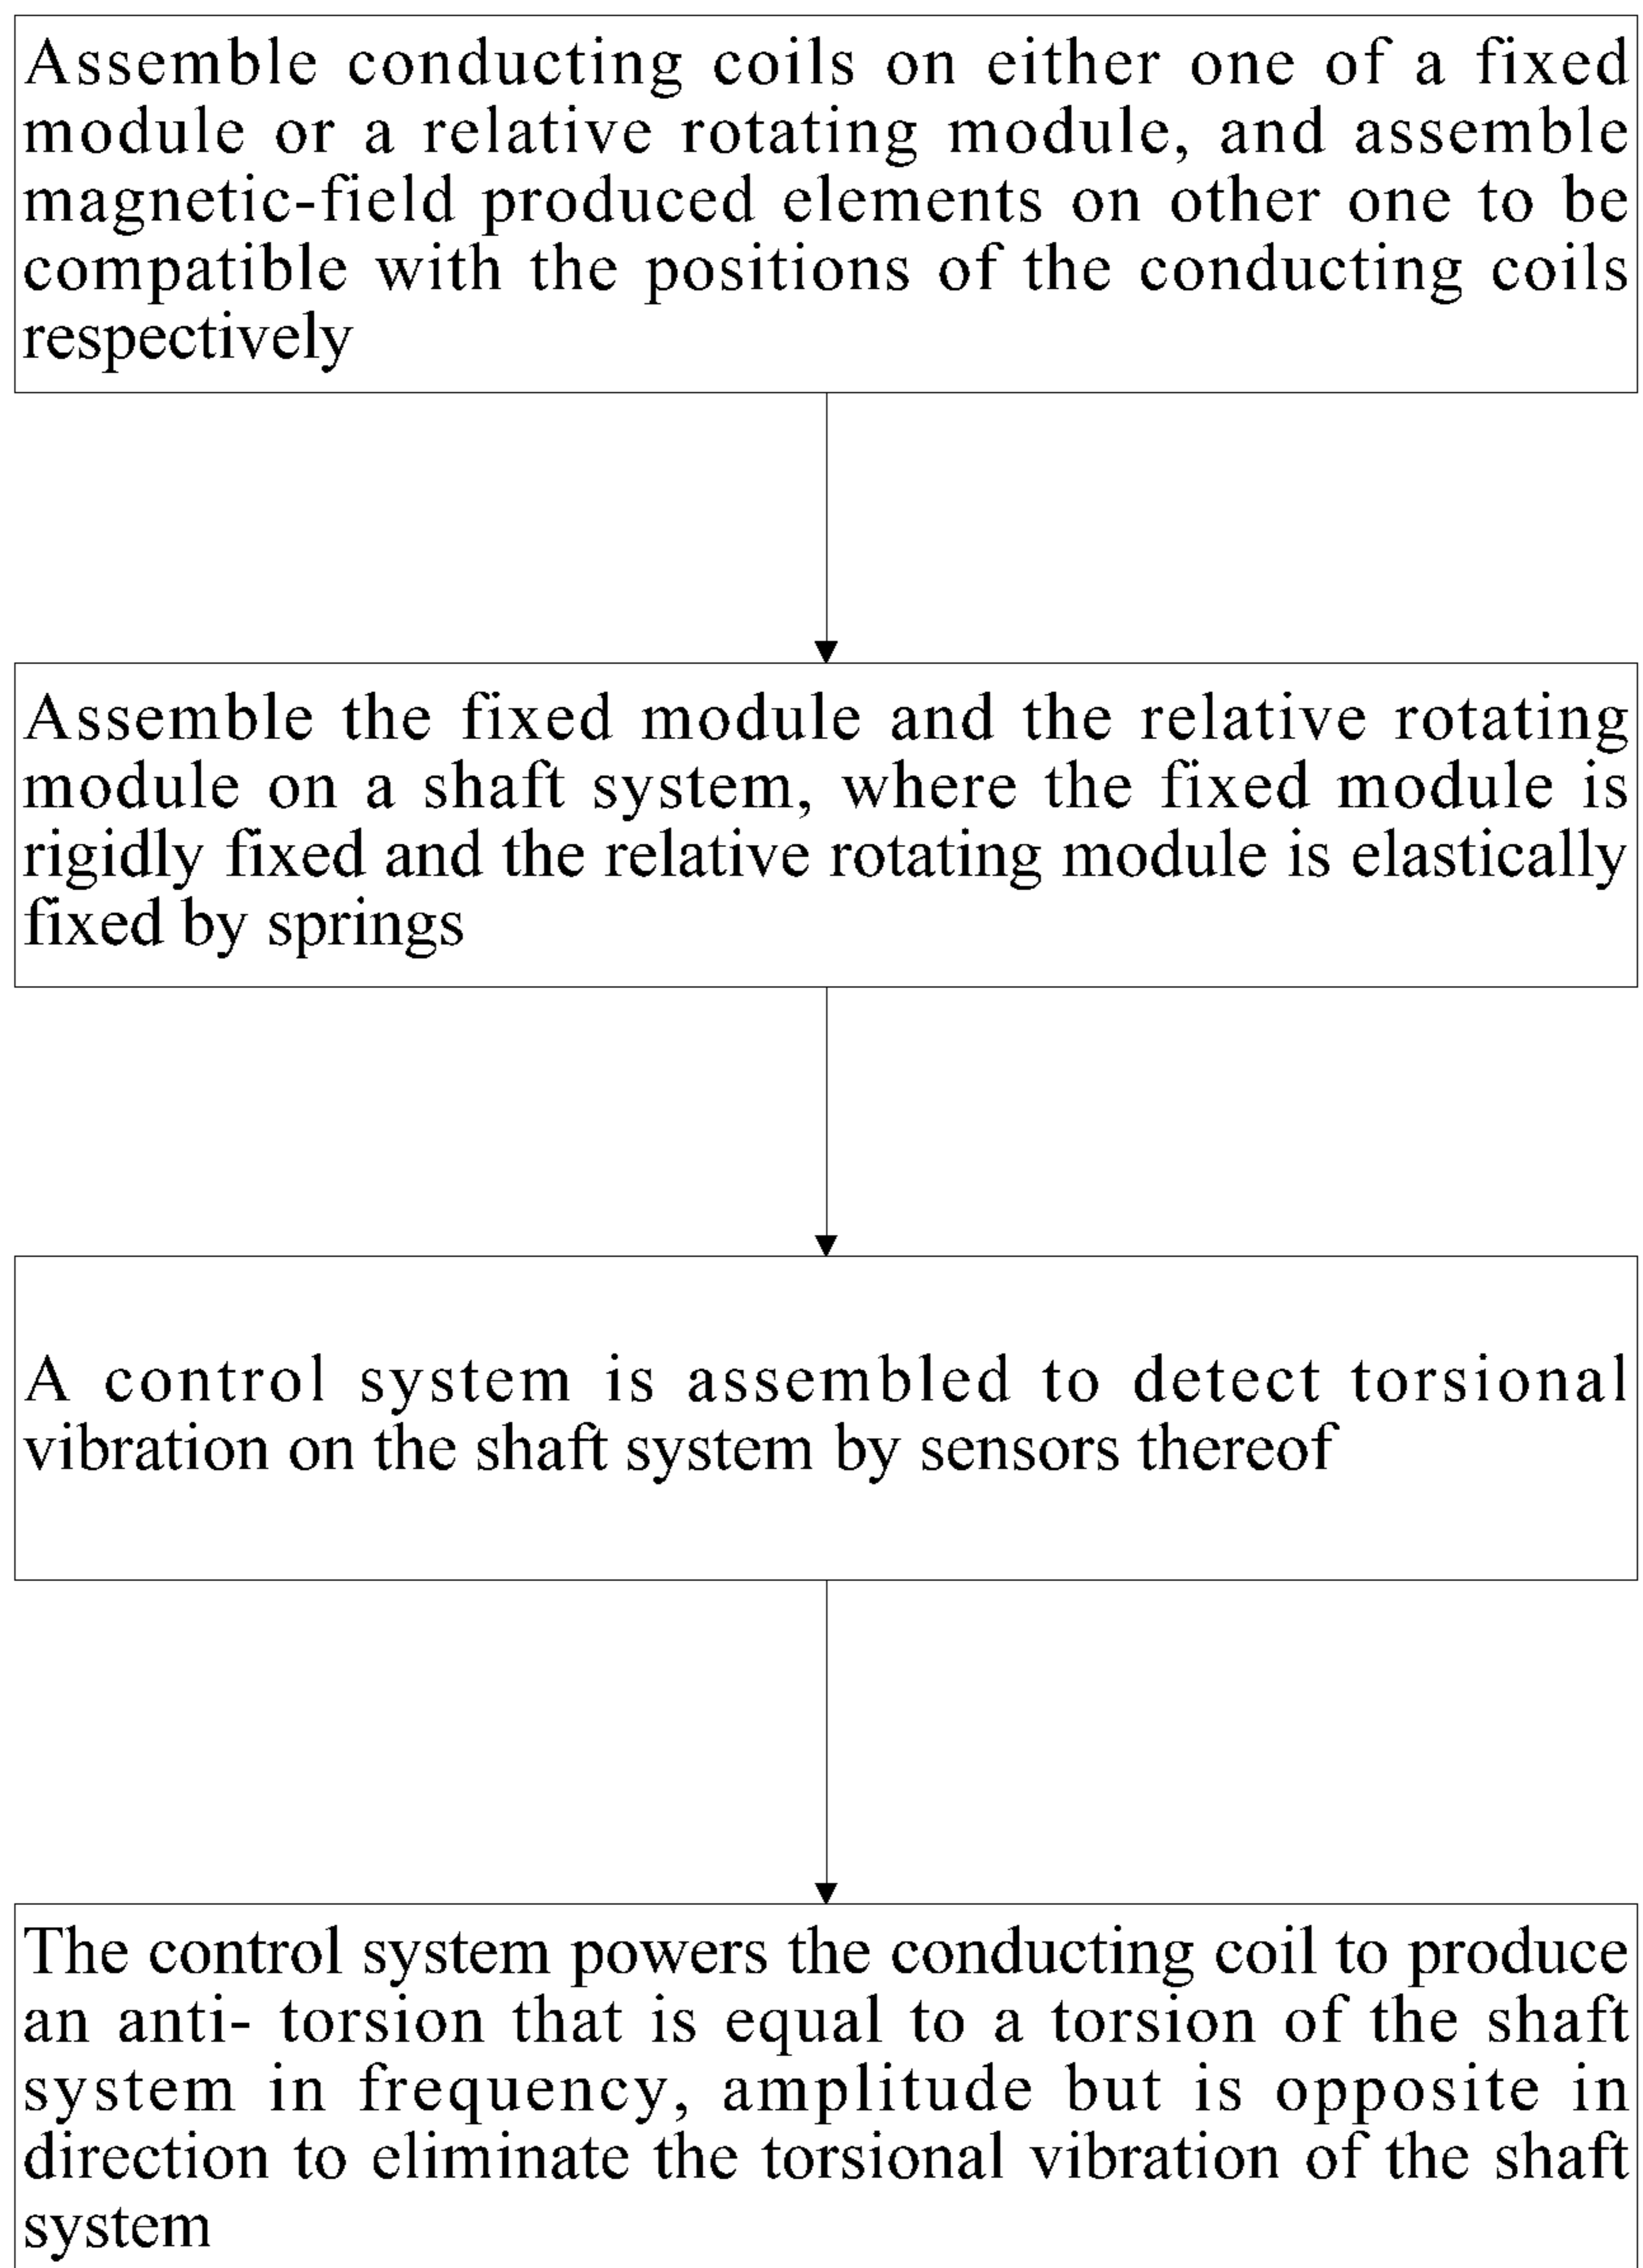 Assemble conducting coils on either one of a fixed
module or a relative rotating module, and assemble
magnetic-field produced elements on other one to be
compatible with the positions of the conducting coils
respectively
Assemble the fixed module and the relative rotating
module on a shaft system, where the fixed module is
rigidly fixed and the relative rotating module is elastically
fixed by springs
A control system is assembled to detect torsional
vibration on the shaft system by sensors thereof
The control system powers the conducting coil to produce
an anti- torsion that is equal to a torsion of the shaft
system in frequency, amplitude but is opposite in
direction to eliminate the torsional vibration of the shaft
system